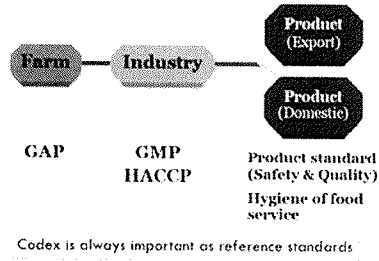 Product
(Export)
Farm
Industry
Product
(Domestic)
GAP
GMP
HACCP
Product standard
(Safety & Quality)
Hygiene of food
service
Codex is always important as reference standards